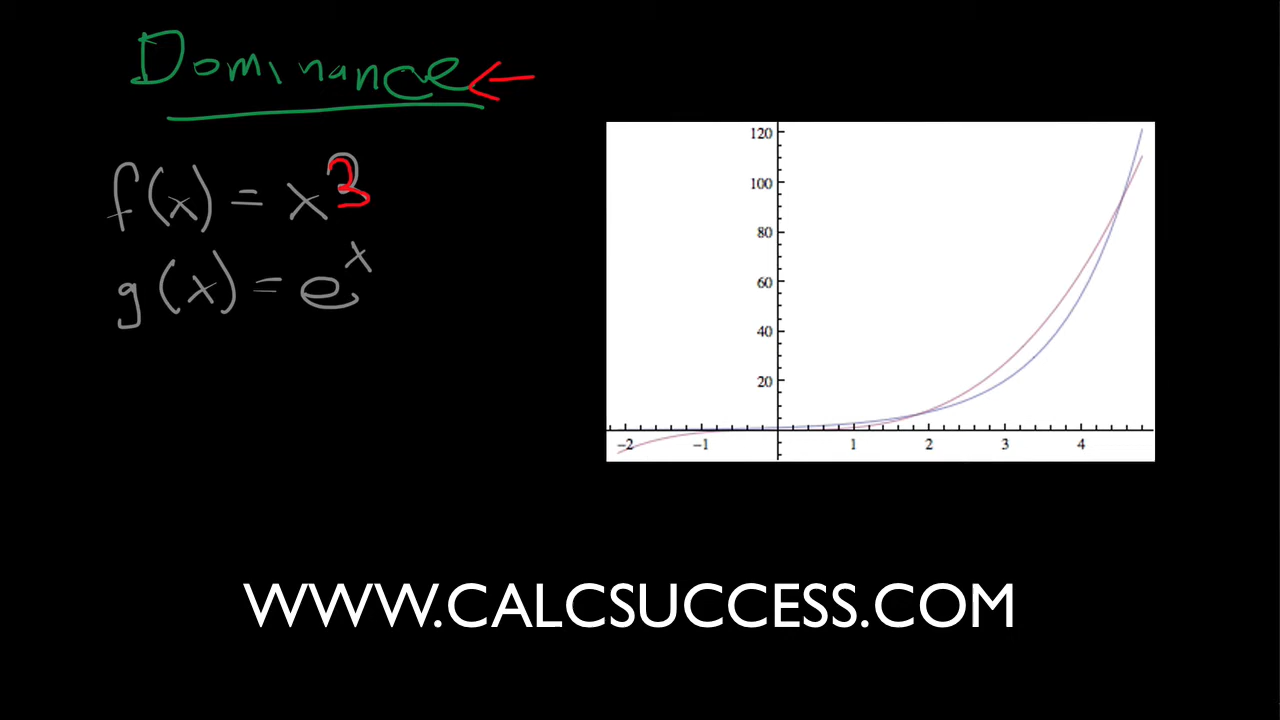 Dominance
f(x) = x³
g(x) = eˣ
120
100
80
60
40
20
−2 −1 1 2 3 4
WWW.CALCSUCCESS.COM